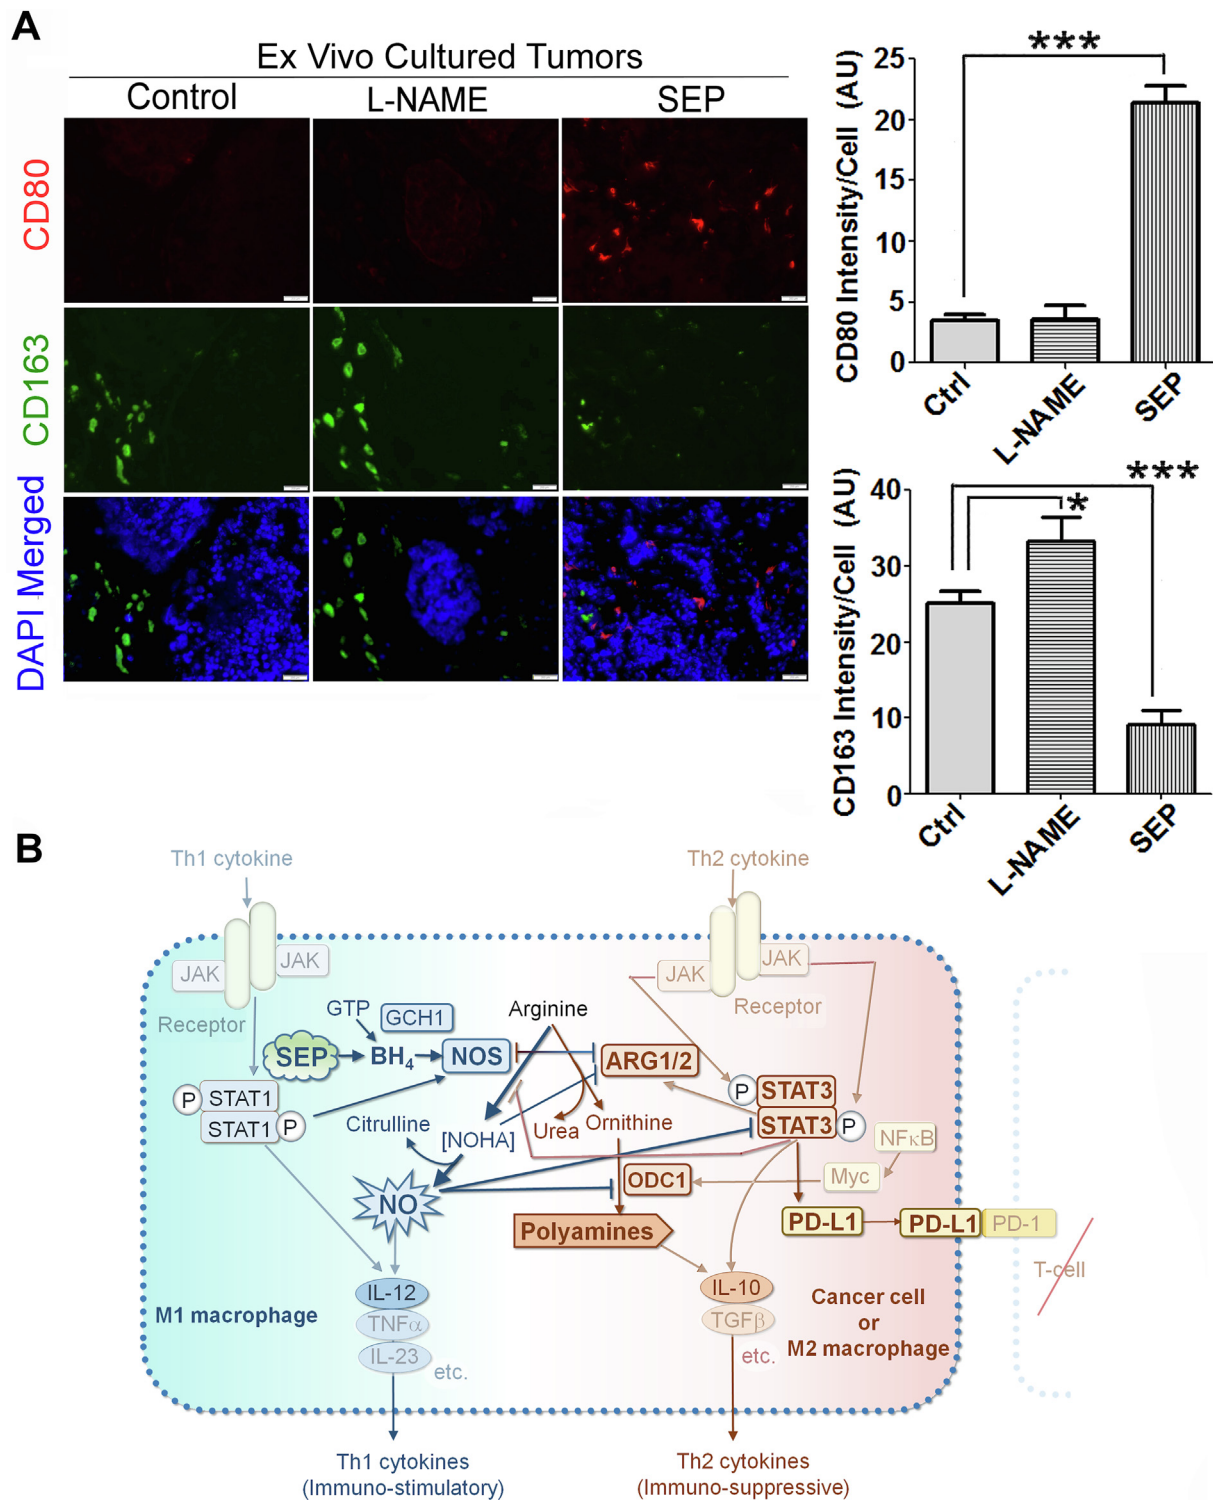 A
Ex Vivo Cultured Tumors
Control
L-NAME
SEP
CD80
CD163
DAPI Merged
CD80 Intensity/Cell (AU)
25
20
15
10
5
0
***
Ctrl
L-NAME
SEP
CD163 Intensity/Cell (AU)
40
30
20
10
0
***
*
Ctrl
L-NAME
SEP
B
Th1 cytokine
Th2 cytokine
JAK
JAK
JAK
JAK
Receptor
Receptor
GTP
GCH1
Arginine
SEP
BH4
NOS
ARG1/2
P
STAT1
STAT1
P
P
STAT3
STAT3
P
Citrulline
[NOHA]
Urea
Ornithine
NFκB
ODC1
Myc
NO
Polyamines
PD-L1
PD-L1
PD-1
T-cell
IL-12
TNFα
IL-23
etc.
IL-10
TGFβ
etc.
M1 macrophage
Cancer cell
or
M2 macrophage
Th1 cytokines
(Immuno-stimulatory)
Th2 cytokines
(Immuno-suppressive)